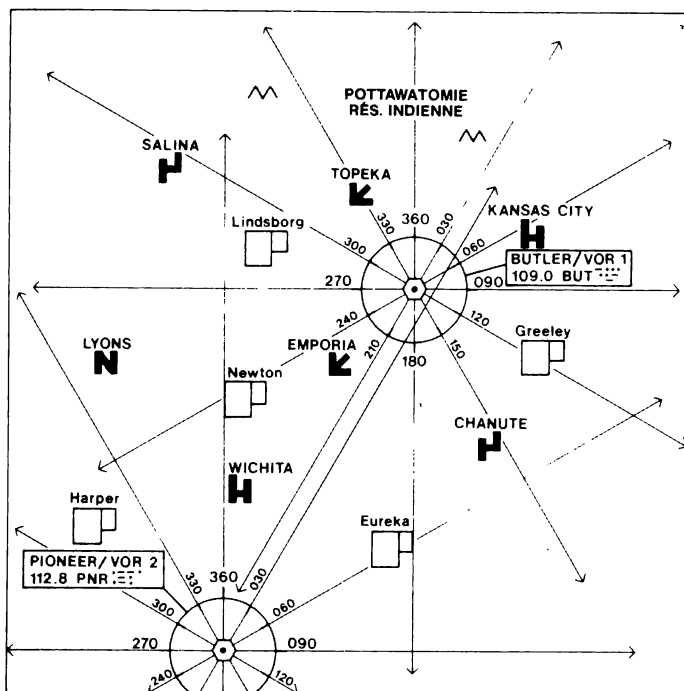 POTTAWATOMIE
RÉS. INDIENNE
SALINA
TOPEKA
KANSAS CITY
Lindsborg
360
330
030
300
060
BUTLER/VOR 1
109.0 BUT
270
090
240
120
210
150
180
LYONS
EMPORIA
Greeley
Newton
CHANUTE
WICHITA
Harper
Eureka
PIONEER/VOR 2
112.8 PNR
360
330
030
300
060
270
090
240
120